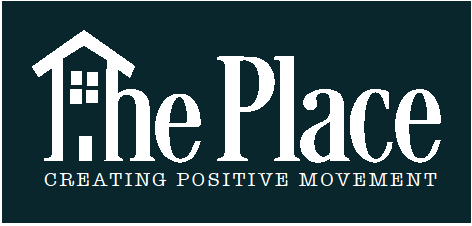 The Place
CREATING POSITIVE MOVEMENT